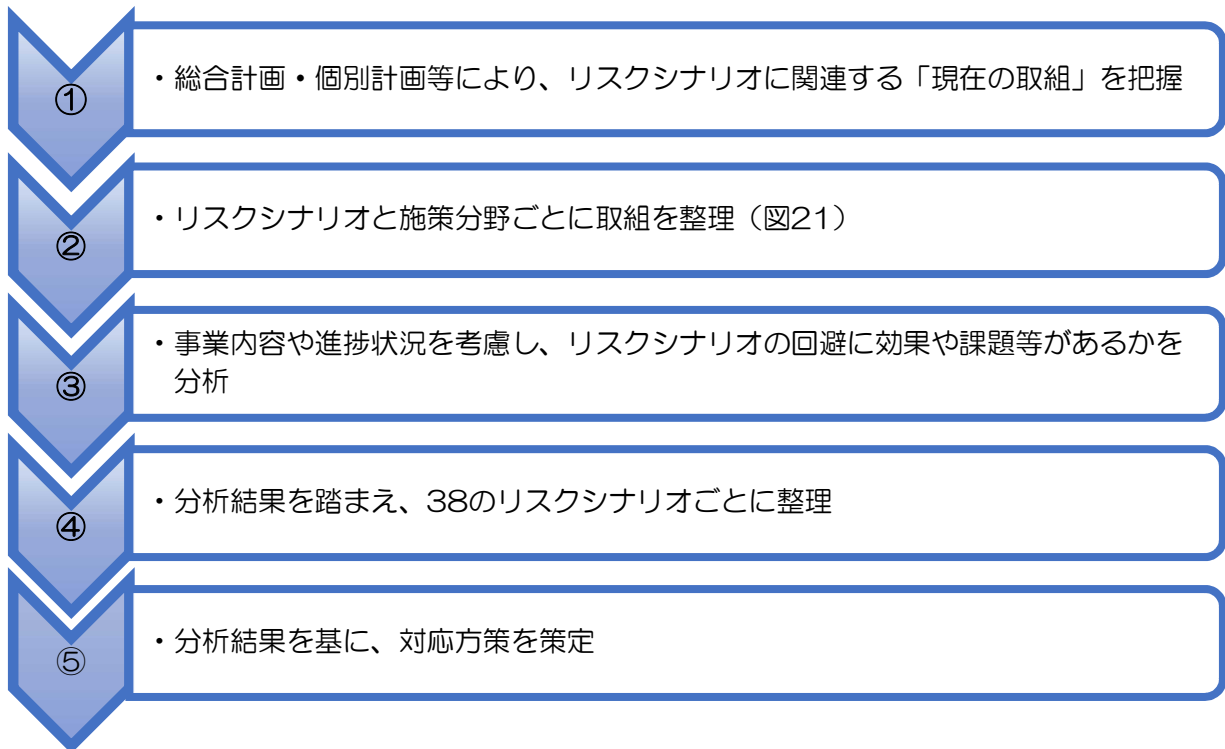 ①
・総合計画・個別計画等により、リスクシナリオに関連する「現在の取組」を把握
②
・リスクシナリオと施策分野ごとに取組を整理（図21）
③
・事業内容や進捗状況を考慮し、リスクシナリオの回避に効果や課題等があるかを
分析
④
・分析結果を踏まえ、38のリスクシナリオごとに整理
⑤
・分析結果を基に、対応方策を策定